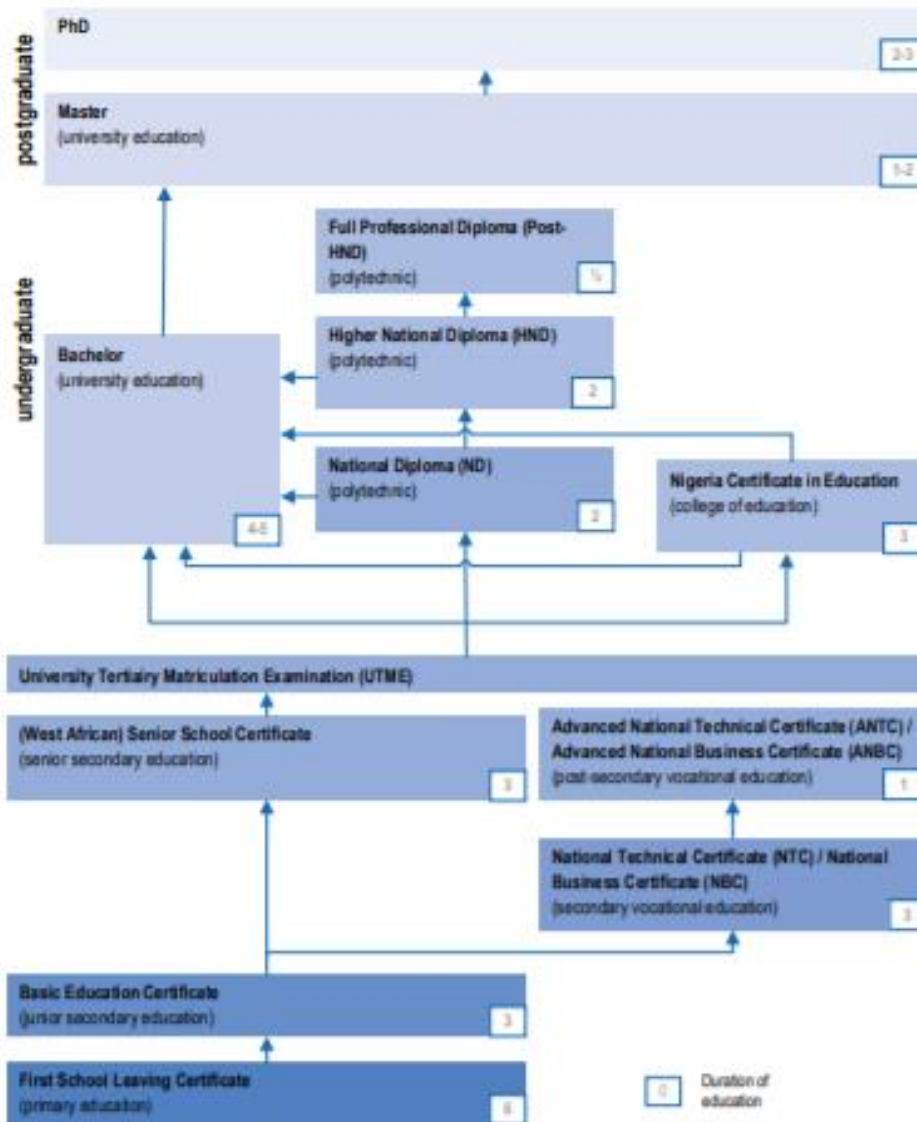 postgraduate
PhD
2-3
Master
(university education)
1-2
undergraduate
Full Professional Diploma (Post-
HND)
(polytechnic)
Higher National Diploma (HND)
(polytechnic)
2
Bachelor
(university education)
4-5
National Diploma (ND)
(polytechnic)
2
Nigeria Certificate in Education
(college of education)
3
University Tertiairy Matriculation Examination (UTME)
(West African) Senior School Certificate
(senior secondary education)
3
Advanced National Technical Certificate (ANTC) /
Advanced National Business Certificate (ANBC)
(post-secondary vocational education)
1
National Technical Certificate (NTC) / National
Business Certificate (NBC)
(secondary vocational education)
3
Basic Education Certificate
(junior secondary education)
3
First School Leaving Certificate
(primary education)
6
0
Duration of
education